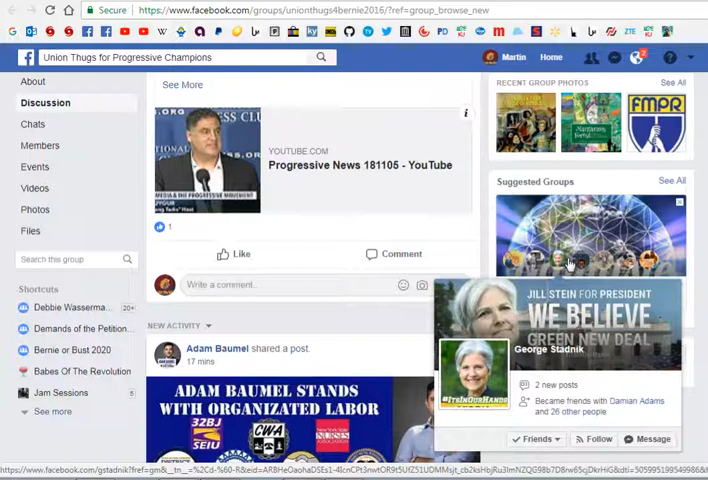 Secure
https://www.facebook.com/groups/unionthugs4bernie2016/?ref=group_browse_new
Union Thugs for Progressive Champions
Martin
Home
2
About
Discussion
Chats
Members
Events
Videos
Photos
Files
Search this group
Shortcuts
Debbie Wasserma...
20+
Demands of the Petition...
Bernie or Bust 2020
Babes Of The Revolution
Jam Sessions
6
See more
See More
YOUTUBE.COM
Progressive News 181105 - YouTube
1
Like
Comment
Write a comment...
NEW ACTIVITY
Adam Baumel shared a post.
17 mins
ADAM BAUMEL STANDS
WITH ORGANIZED LABOR
32BJ
SEIU
CWA
NURSES
RECENT GROUP PHOTOS
See All
FMPR
Suggested Groups
See All
JILL STEIN FOR PRESIDENT
WE BELIEVE
GREEN NEW DEAL
George Stadnik
#ItsInOurHands
2 new posts
Became friends with Damian Adams
and 26 other people
Friends
Follow
Message